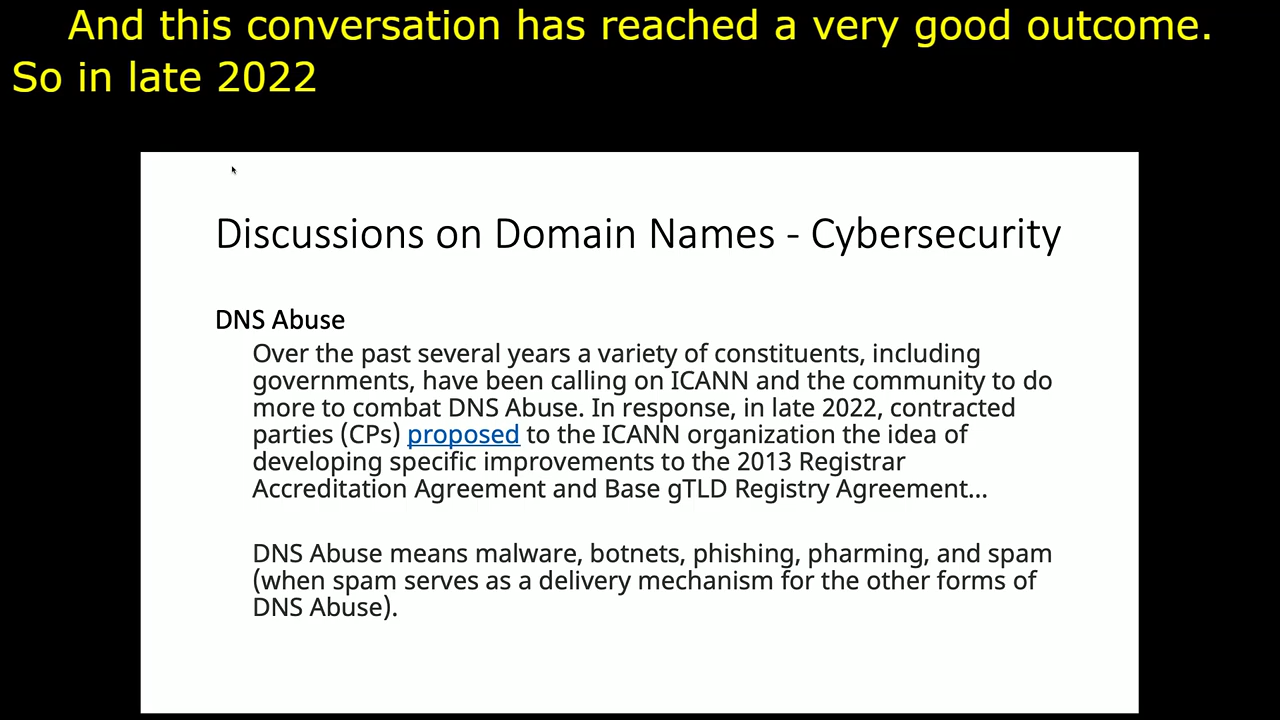 And this conversation has reached a very good outcome.
So in late 2022
Discussions on Domain Names - Cybersecurity
DNS Abuse
Over the past several years a variety of constituents, including
governments, have been calling on ICANN and the community to do
more to combat DNS Abuse. In response, in late 2022, contracted
parties (CPs) proposed to the ICANN organization the idea of
developing specific improvements to the 2013 Registrar
Accreditation Agreement and Base gTLD Registry Agreement...
DNS Abuse means malware, botnets, phishing, pharming, and spam
(when spam serves as a delivery mechanism for the other forms of
DNS Abuse).